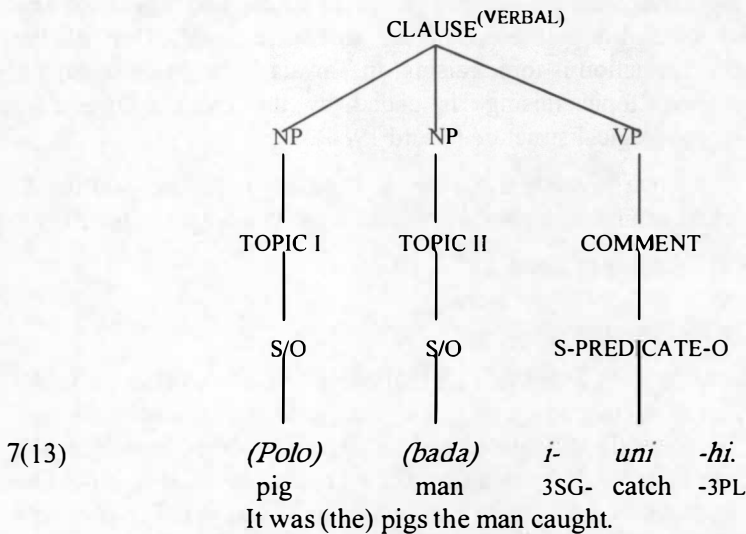 CLAUSE(VERBAL)
NP NP VP
TOPIC I TOPIC II COMMENT
S/O S/O S-PREDICATE-O
7(13) (Polo) (bada) i- uni -hi.
pig man 3SG- catch -3PL
It was (the) pigs the man caught.